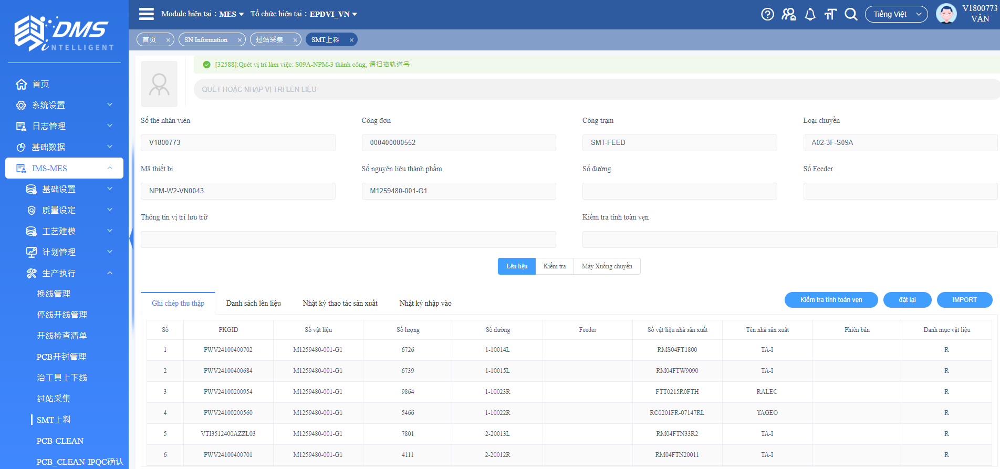 DMS
iNTELLIGENT
首页
系统设置
日志管理
基础数据
IMS-MES
基础设置
质量设定
工艺建模
计划管理
生产执行
换线管理
停线开线管理
开线检查清单
PCB开封管理
治工具上下线
过站采集
SMT上料
PCB-CLEAN
PCB_CLEAN-IPQC确认
Module hiện tại：MES Tổ chức hiện tại：EPDVI_VN
Tiếng Việt
V1800773
VÂN
首页 × SN Information × 过站采集 × SMT上料 ×
[32588]:Quét vị trí làm việc: S09A-NPM-3 thành công, 请扫描轨道号
QUÉT HOẶC NHẬP VỊ TRÍ LÊN LIỆU
Số thẻ nhân viên Công đơn Công trạm Loại chuyền
V1800773 000400000552 SMT-FEED A02-3F-S09A
Mã thiết bị Số nguyên liệu thành phẩm Số đường Số Feeder
NPM-W2-VN0043 M1259480-001-G1
Thông tin vị trí lưu trữ Kiểm tra tính toàn vẹn
Lên liệu Kiểm tra Máy Xuống chuyền
Ghi chép thu thập Danh sách lên liệu Nhật ký thao tác sản xuất Nhật ký nhập vào Kiểm tra tính toàn vẹn đặt lại IMPORT
Số PKGID Số vật liệu Số lượng Số đường Feeder Số vật liệu nhà sản xuất Tên nhà sản xuất Phiên bản Danh mục vật liệu
1 PWV24100400702 M1259480-001-G1 6726 1-10014L RMS04FT1800 TA-I R
2 PWV24100400684 M1259480-001-G1 6739 1-10015L RM04FTW9090 TA-I R
3 PWV24100200954 M1259480-001-G1 9864 1-10023R FTT0215R0FTH RALEC R
4 PWV24100200560 M1259480-001-G1 5466 1-10022R RC0201FR-07147RL YAGEO R
5 VTI3512400AZZL03 M1259480-001-G1 7801 2-20013L RM04FTN33R2 TA-I R
6 PWV24100400701 M1259480-001-G1 4111 2-20012R RM04FTN20011 TA-I R